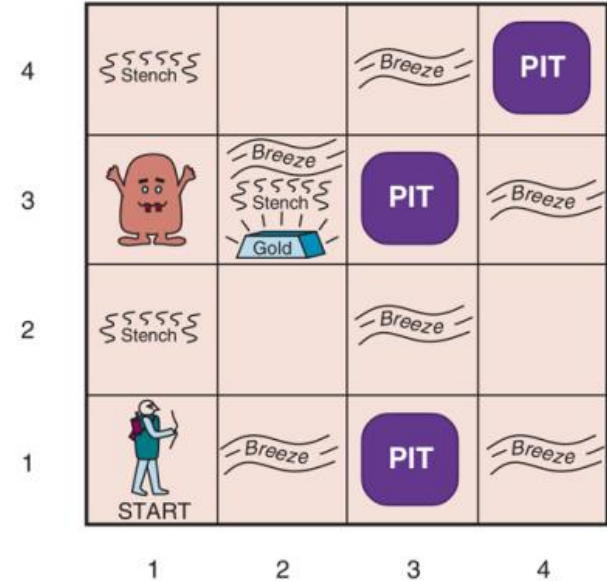 4
Stench
Breeze
PIT
3
Breeze
Stench
Gold
PIT
Breeze
2
Stench
Breeze
1
START
Breeze
PIT
Breeze
1 2 3 4